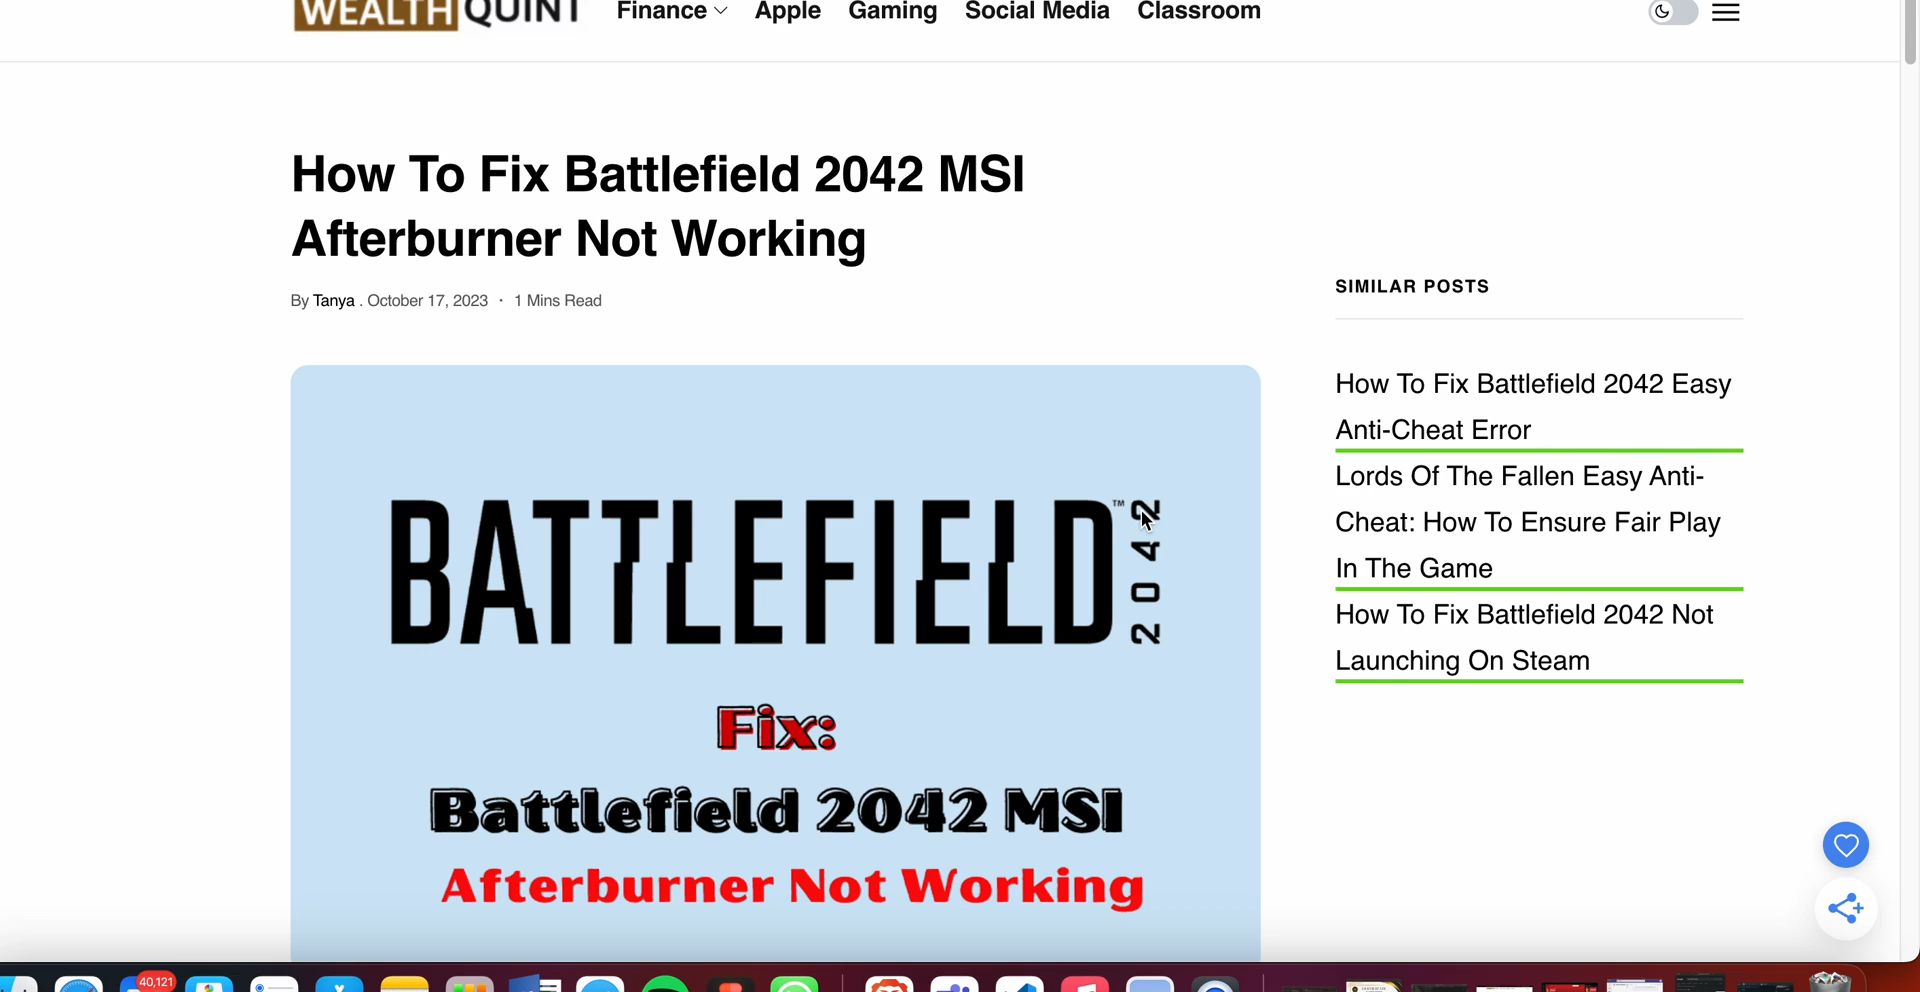 WEALTH QUINT
Finance
Apple
Gaming
Social Media
Classroom
How To Fix Battlefield 2042 MSI
Afterburner Not Working
By Tanya . October 17, 2023 · 1 Mins Read
BATTLEFIELD™ 2042
Fix:
Battlefield 2042 MSI
Afterburner Not Working
SIMILAR POSTS
How To Fix Battlefield 2042 Easy
Anti-Cheat Error
Lords Of The Fallen Easy Anti-
Cheat: How To Ensure Fair Play
In The Game
How To Fix Battlefield 2042 Not
Launching On Steam
40,121